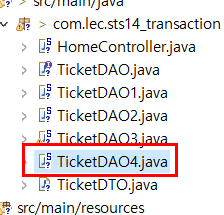 src/main/java
com.lec.sts14_transaction
HomeController.java
TicketDAO.java
TicketDAO1.java
TicketDAO2.java
TicketDAO3.java
TicketDAO4.java
TicketDTO.java
src/main/resources